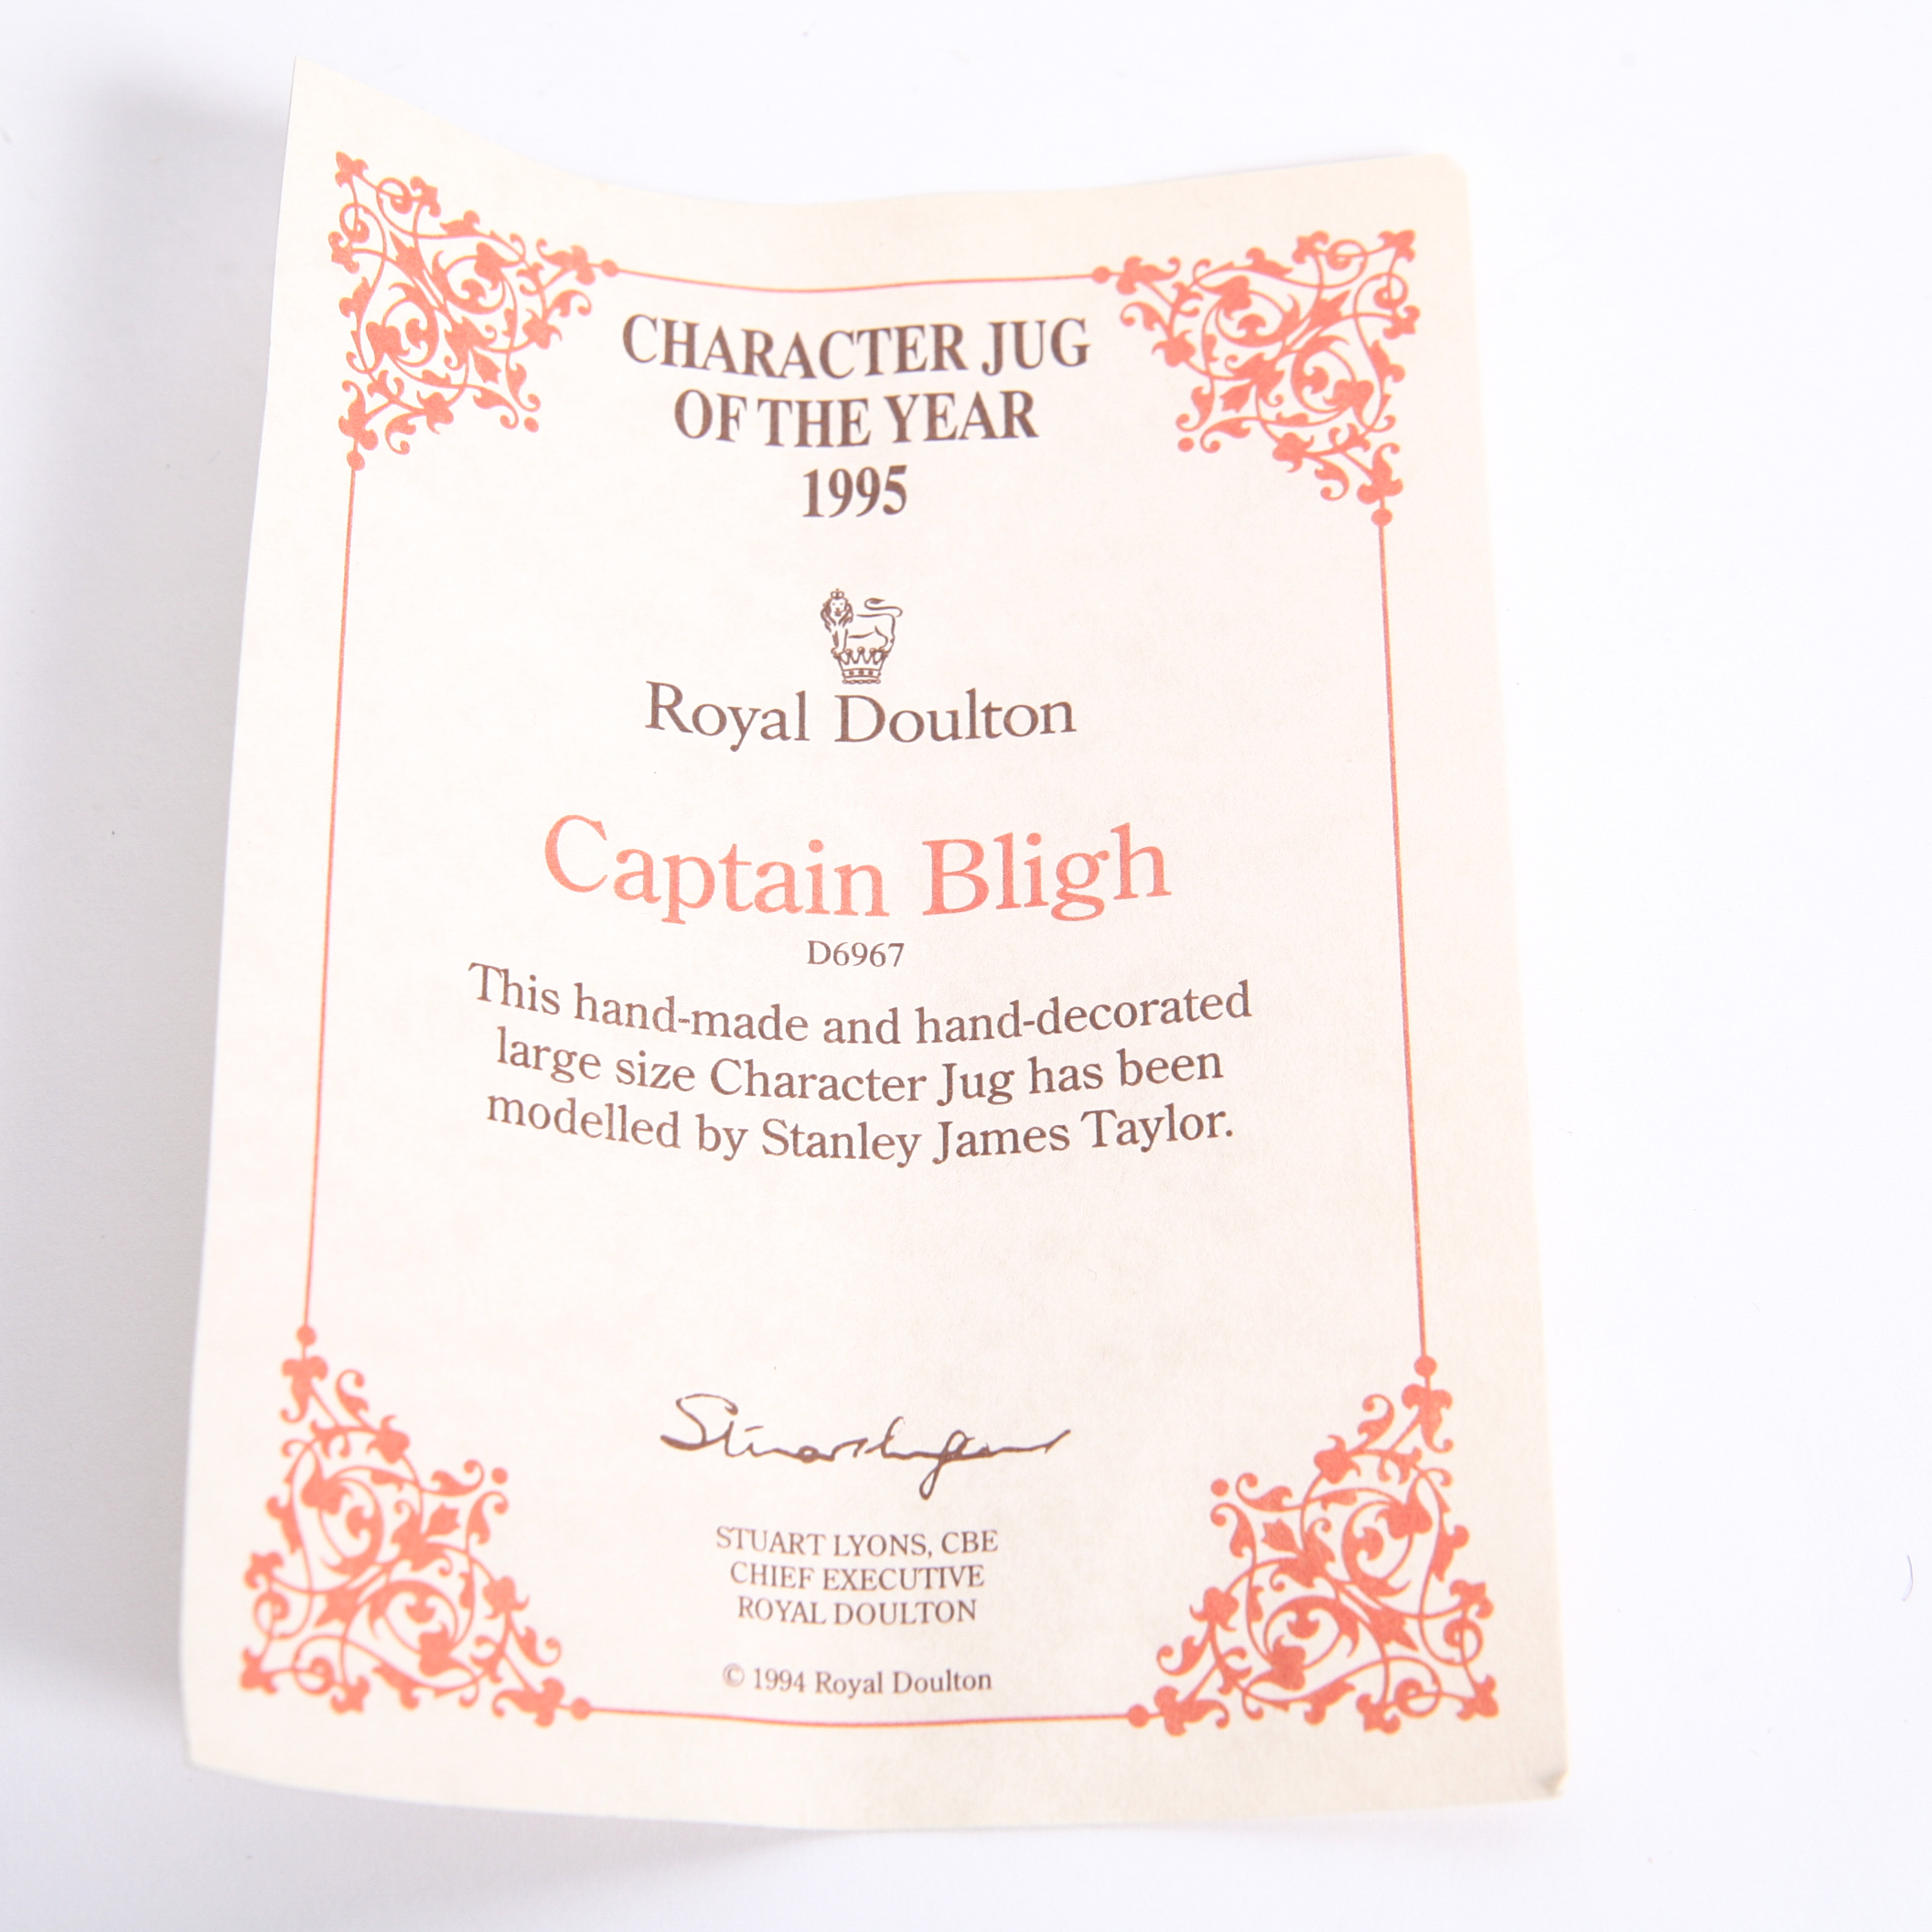 CHARACTER JUG
OF THE YEAR
1995
Royal Doulton
Captain Bligh
D6967
This hand-made and hand-decorated
large size Character Jug has been
modelled by Stanley James Taylor.
Stuart Lyons
STUART LYONS, CBE
CHIEF EXECUTIVE
ROYAL DOULTON
© 1994 Royal Doulton